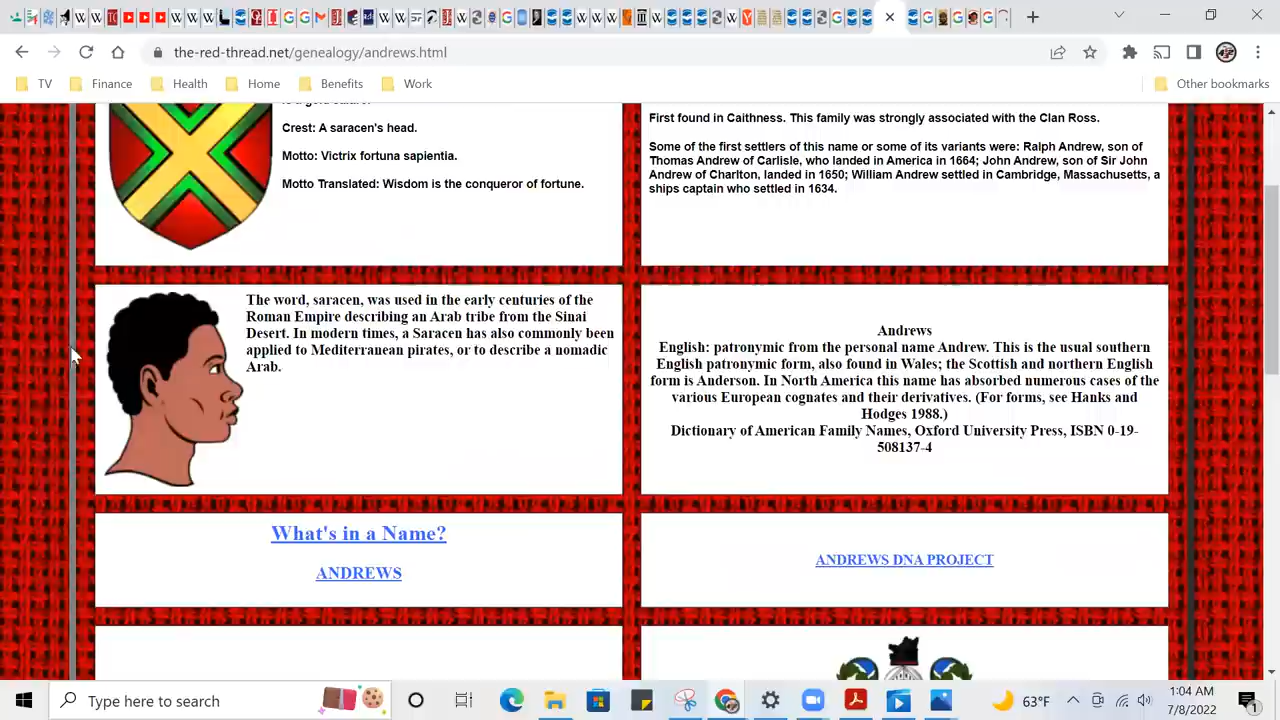 the-red-thread.net/genealogy/andrews.html
TV
Finance
Health
Home
Benefits
Work
Other bookmarks
Crest: A saracen's head.
Motto: Victrix fortuna sapientia.
Motto Translated: Wisdom is the conqueror of fortune.
First found in Caithness. This family was strongly associated with the Clan Ross.
Some of the first settlers of this name or some of its variants were: Ralph Andrew, son of
Thomas Andrew of Carlisle, who landed in America in 1664; John Andrew, son of Sir John
Andrew of Charlton, landed in 1650; William Andrew settled in Cambridge, Massachusetts, a
ships captain who settled in 1634.
The word, saracen, was used in the early centuries of the
Roman Empire describing an Arab tribe from the Sinai
Desert. In modern times, a Saracen has also commonly been
applied to Mediterranean pirates, or to describe a nomadic
Arab.
Andrews
English: patronymic from the personal name Andrew. This is the usual southern
English patronymic form, also found in Wales; the Scottish and northern English
form is Anderson. In North America this name has absorbed numerous cases of the
various European cognates and their derivatives. (For forms, see Hanks and
Hodges 1988.)
Dictionary of American Family Names, Oxford University Press, ISBN 0-19-
508137-4
What's in a Name?
ANDREWS
ANDREWS DNA PROJECT
Type here to search
63°F
1:04 AM
7/8/2022
1